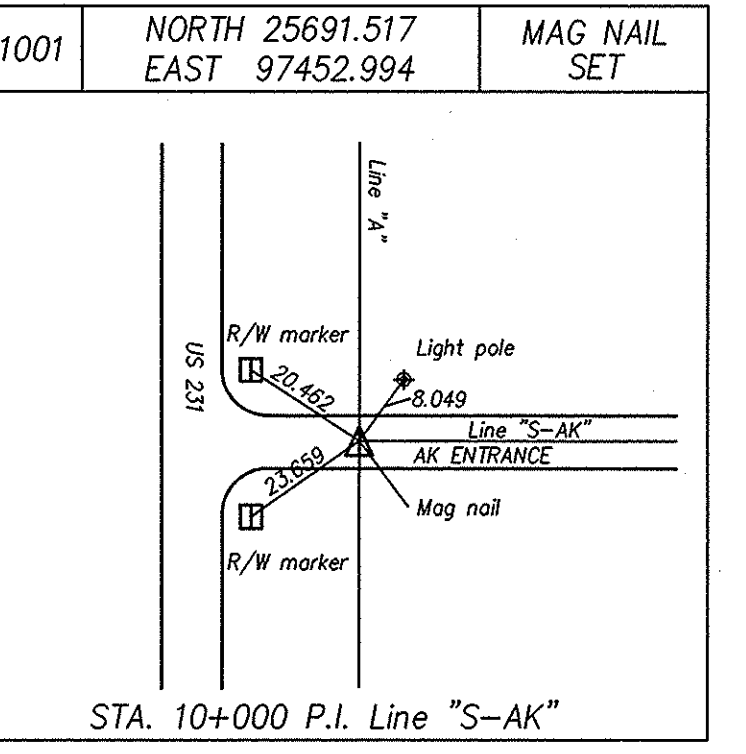 1001
NORTH 25691.517
EAST 97452.994
MAG NAIL
SET
Line "A"
R/W marker
US 231
20.462
Light pole
8.049
Line "S-AK"
AK ENTRANCE
23.659
Mag nail
R/W marker
STA. 10+000 P.I. Line "S-AK"